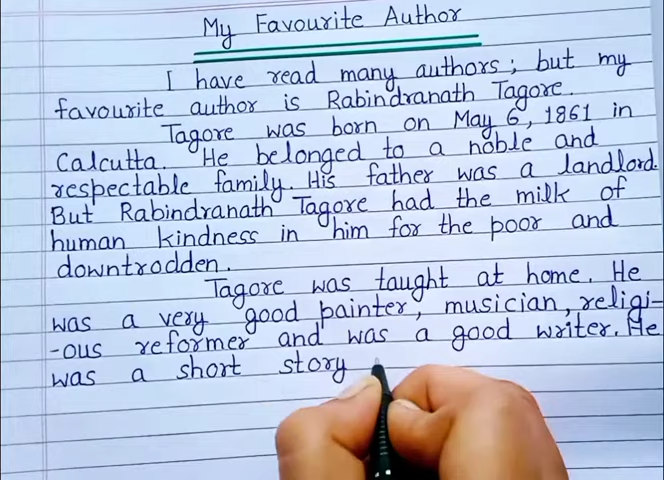 My Favourite Author
I have read many authors; but my
favourite author is Rabindranath Tagore.
Tagore was born on May 6, 1861 in
Calcutta. He belonged to a noble and
respectable family. His father was a landlord.
But Rabindranath Tagore had the milk of
human kindness in him for the poor and
downtrodden.
Tagore was taught at home. He
was a very good painter, musician, religi-
-ous reformer and was a good writer. He
was a short story